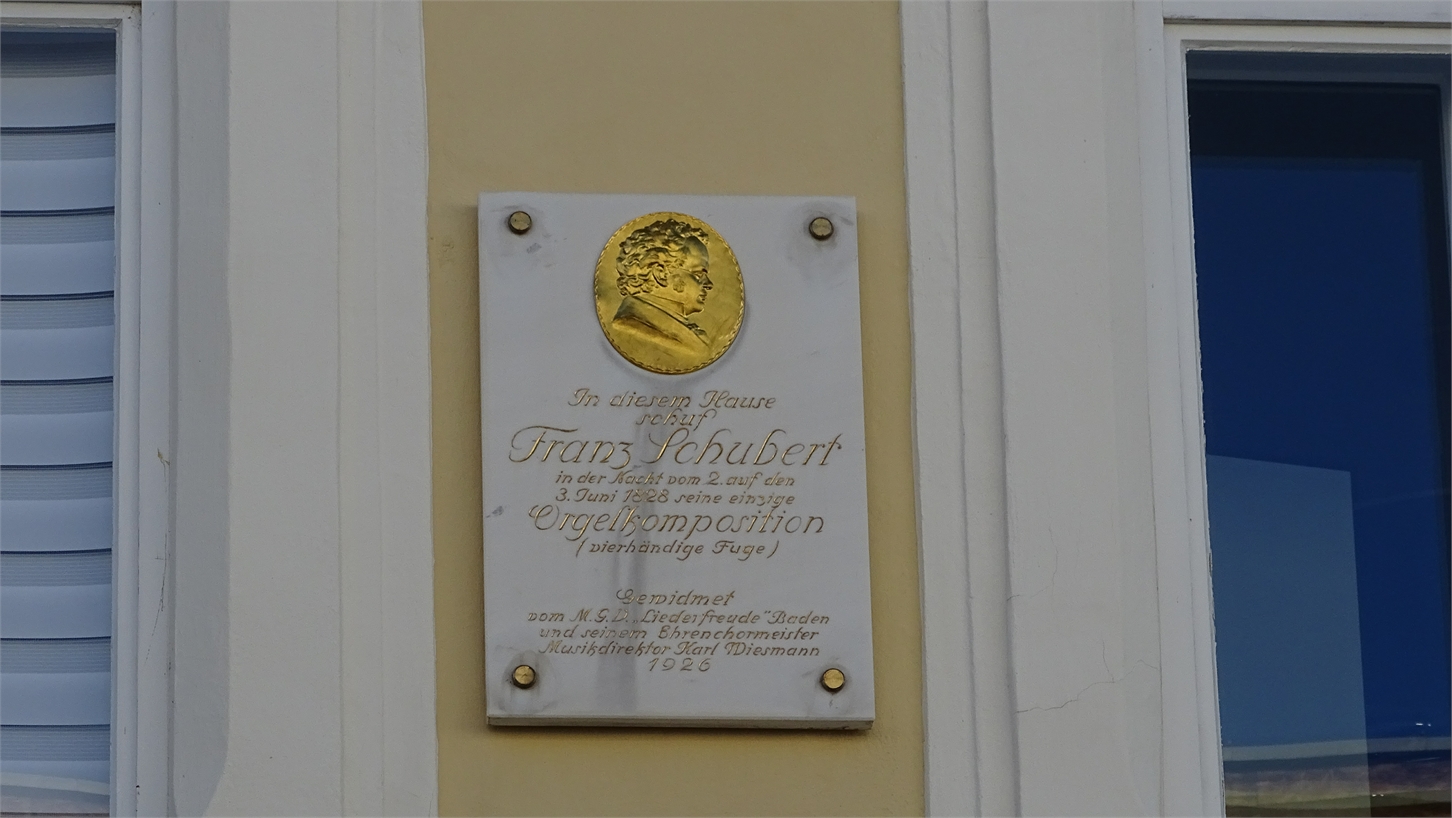 In diesem Hause
schuf
Franz Schubert
in der Nacht vom 2. auf den
3. Juni 1828 seine einzige
Orgelkomposition
(vierhändige Fuge)
Gewidmet
vom M.G.V. „Liederfreude" Baden
und seinem Ehrenchormeister
Musikdirektor Karl Wiesmann
1926